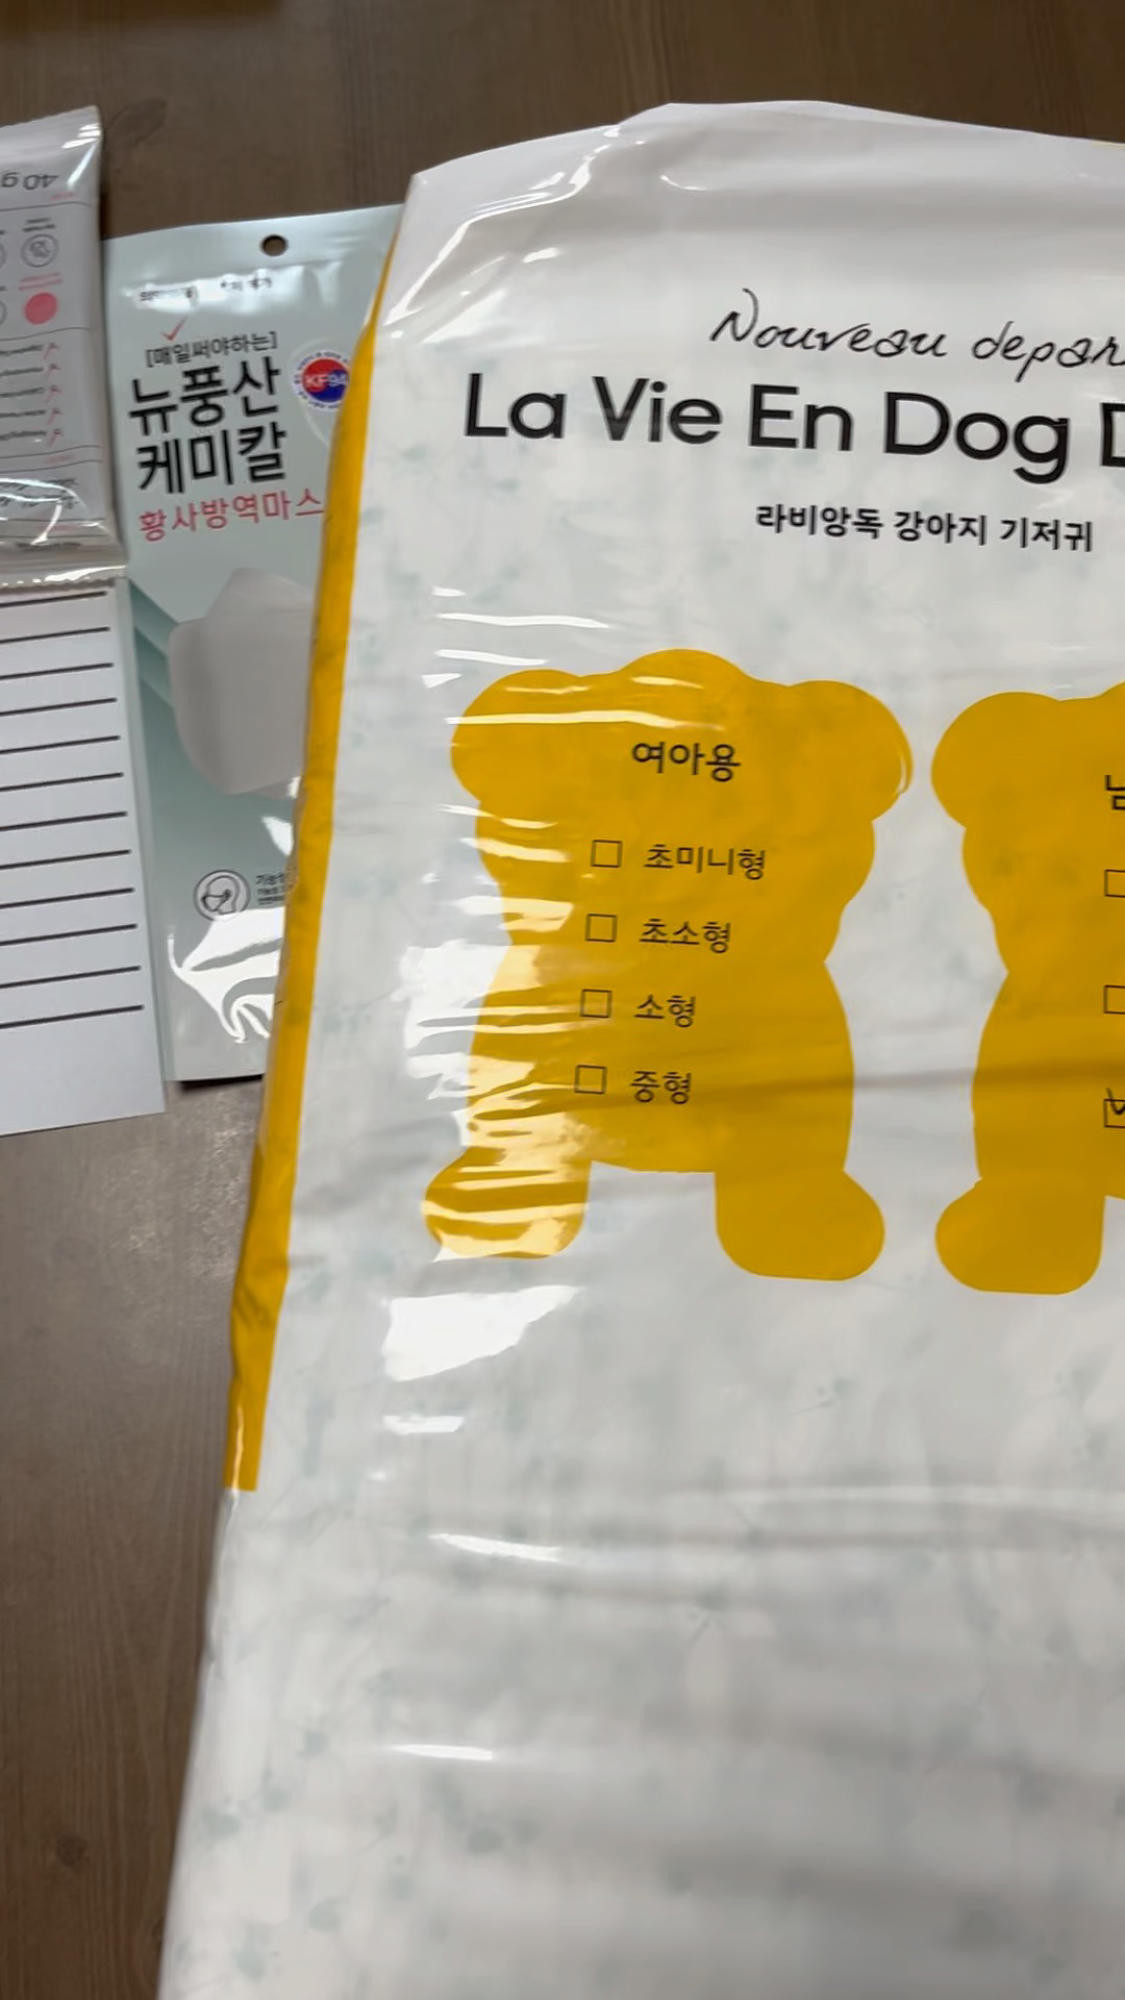 40 g
[매일써야하는]
뉴풍산
케미칼
KF94
황사방역마스
Nouveau depar
La Vie En Dog D
라비앙독 강아지 기저귀
여아용
초미니형
초소형
소형
중형